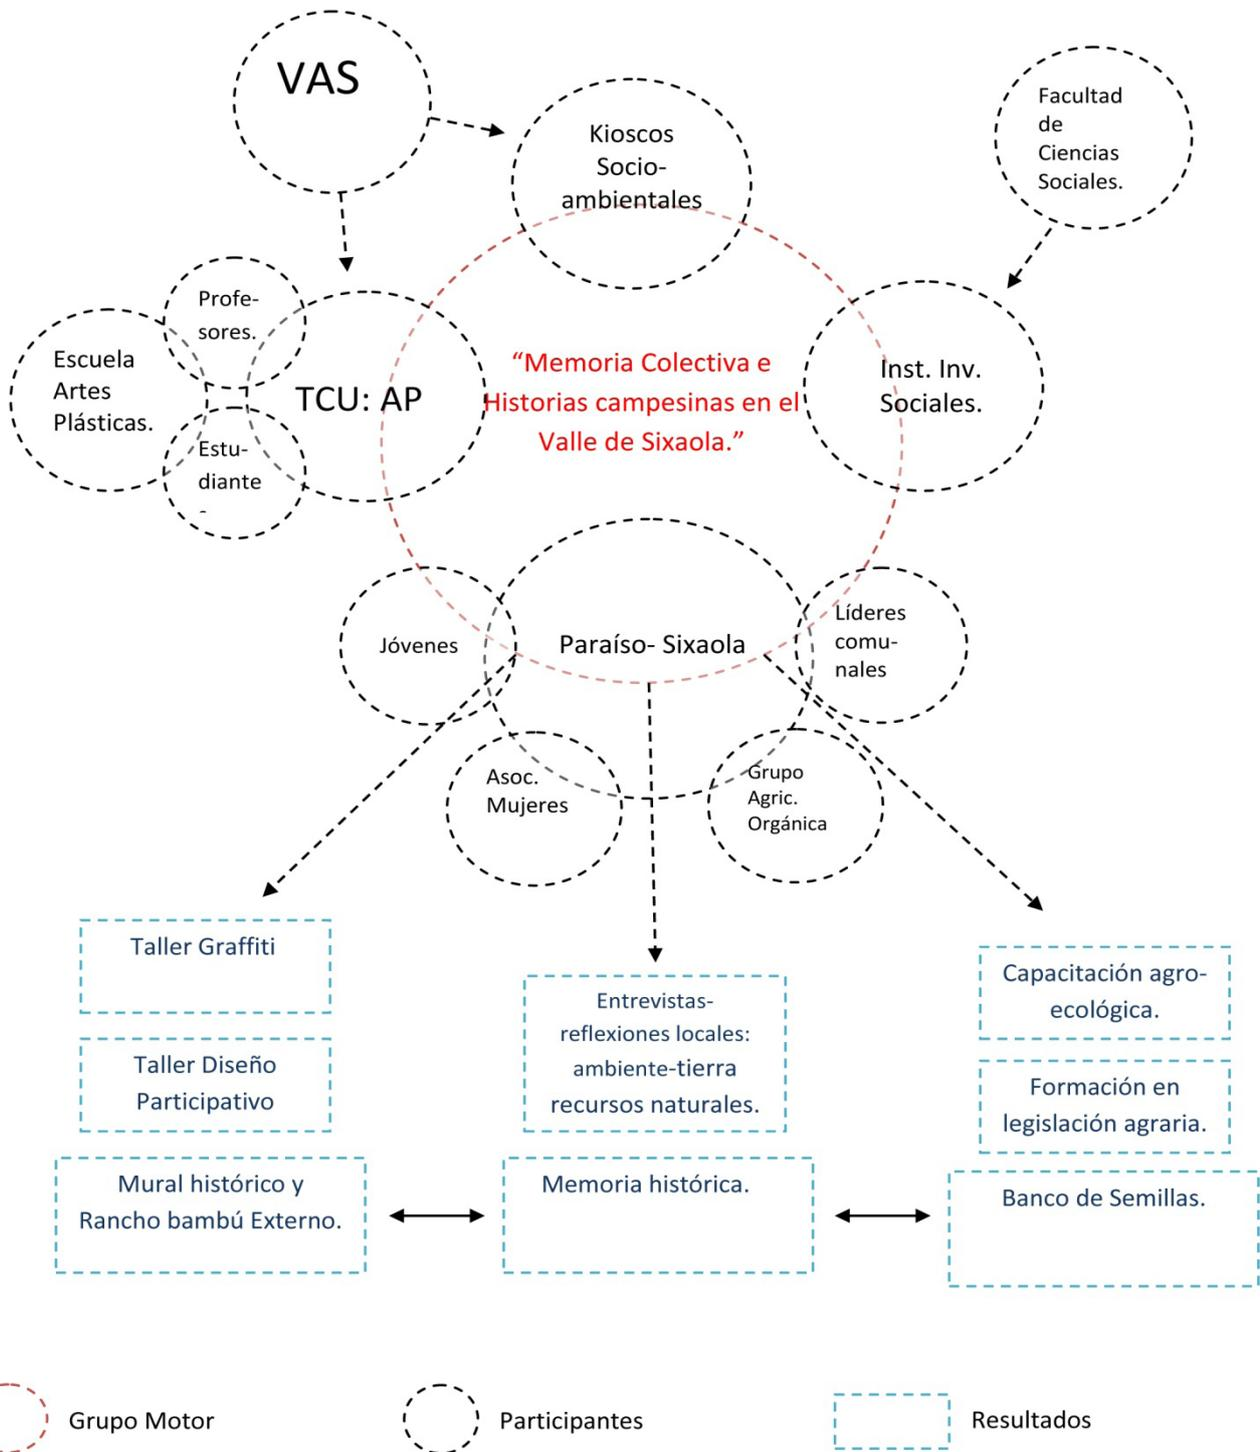 VAS
Kioscos
Socio-
ambientales
Facultad
de
Ciencias
Sociales.
Profe-
sores.
Escuela
Artes
Plásticas.
TCU: AP
Estu-
diante
“Memoria Colectiva e
Historias campesinas en el
Valle de Sixaola.”
Inst. Inv.
Sociales.
Jóvenes
Paraíso- Sixaola
Líderes
comu-
nales
Asoc.
Mujeres
Grupo
Agric.
Orgánica
Taller Graffiti
Taller Diseño
Participativo
Mural histórico y
Rancho bambú Externo.
Entrevistas-
reflexiones locales:
ambiente-tierra
recursos naturales.
Memoria histórica.
Capacitación agro-
ecológica.
Formación en
legislación agraria.
Banco de Semillas.
Grupo Motor
Participantes
Resultados